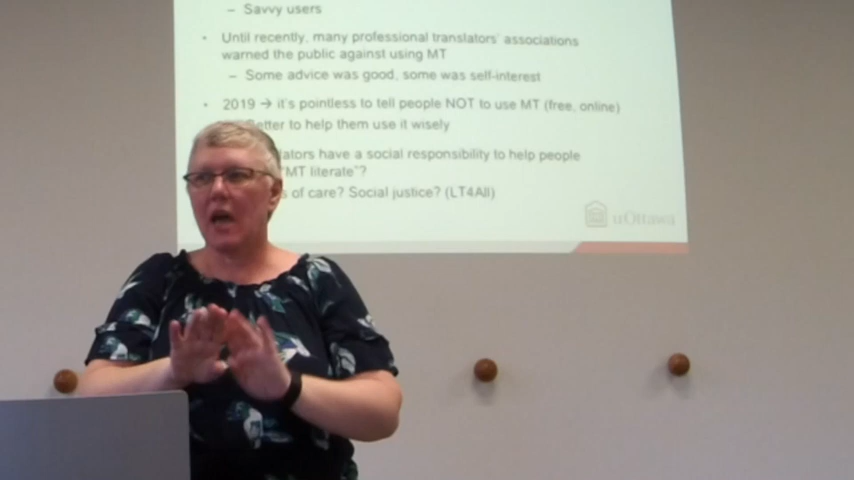 – Savvy users
• Until recently, many professional translators' associations
warned the public against using MT
– Some advice was good, some was self-interest
• 2019 → it's pointless to tell people NOT to use MT (free, online)
etter to help them use it wisely
lators have a social responsibility to help people
"MT literate"?
s of care? Social justice? (LT4All)
uOttawa